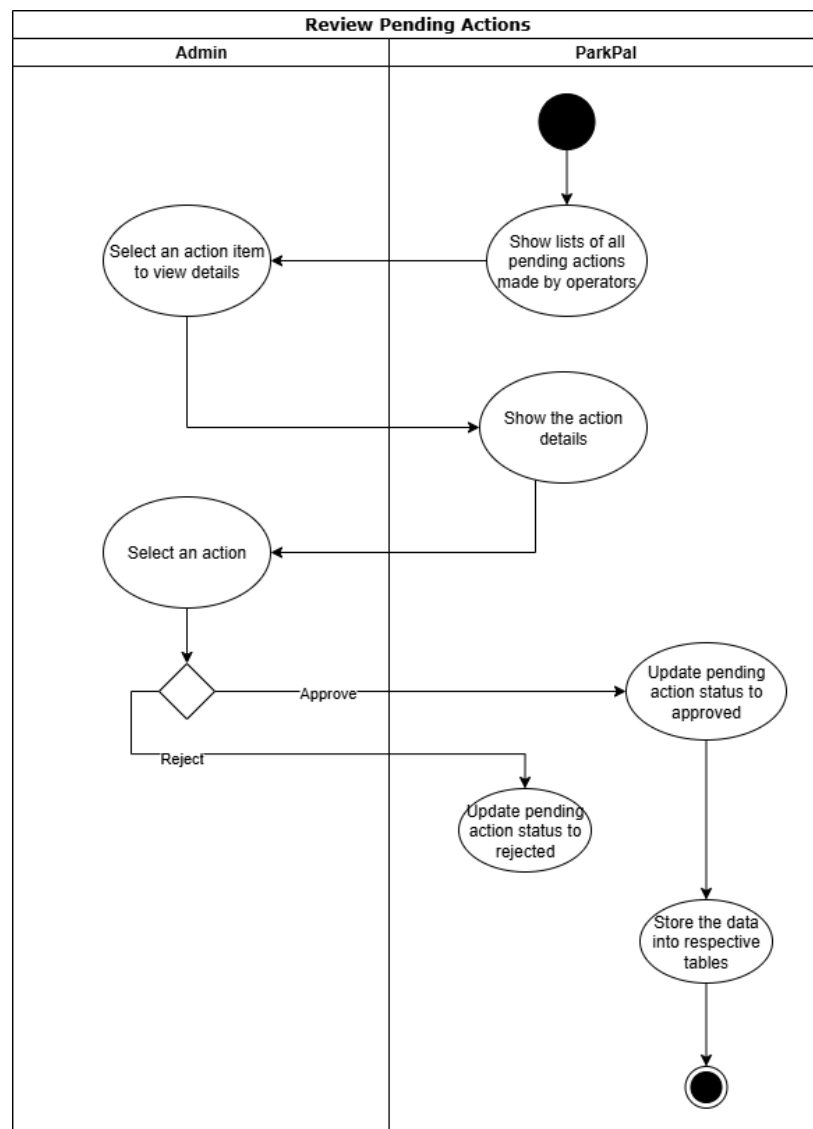 Review Pending Actions
Admin
ParkPal
Show lists of all
pending actions
made by operators
Select an action item
to view details
Show the action
details
Select an action
Update pending
action status to
approved
Approve
Reject
Update pending
action status to
rejected
Store the data
into respective
tables